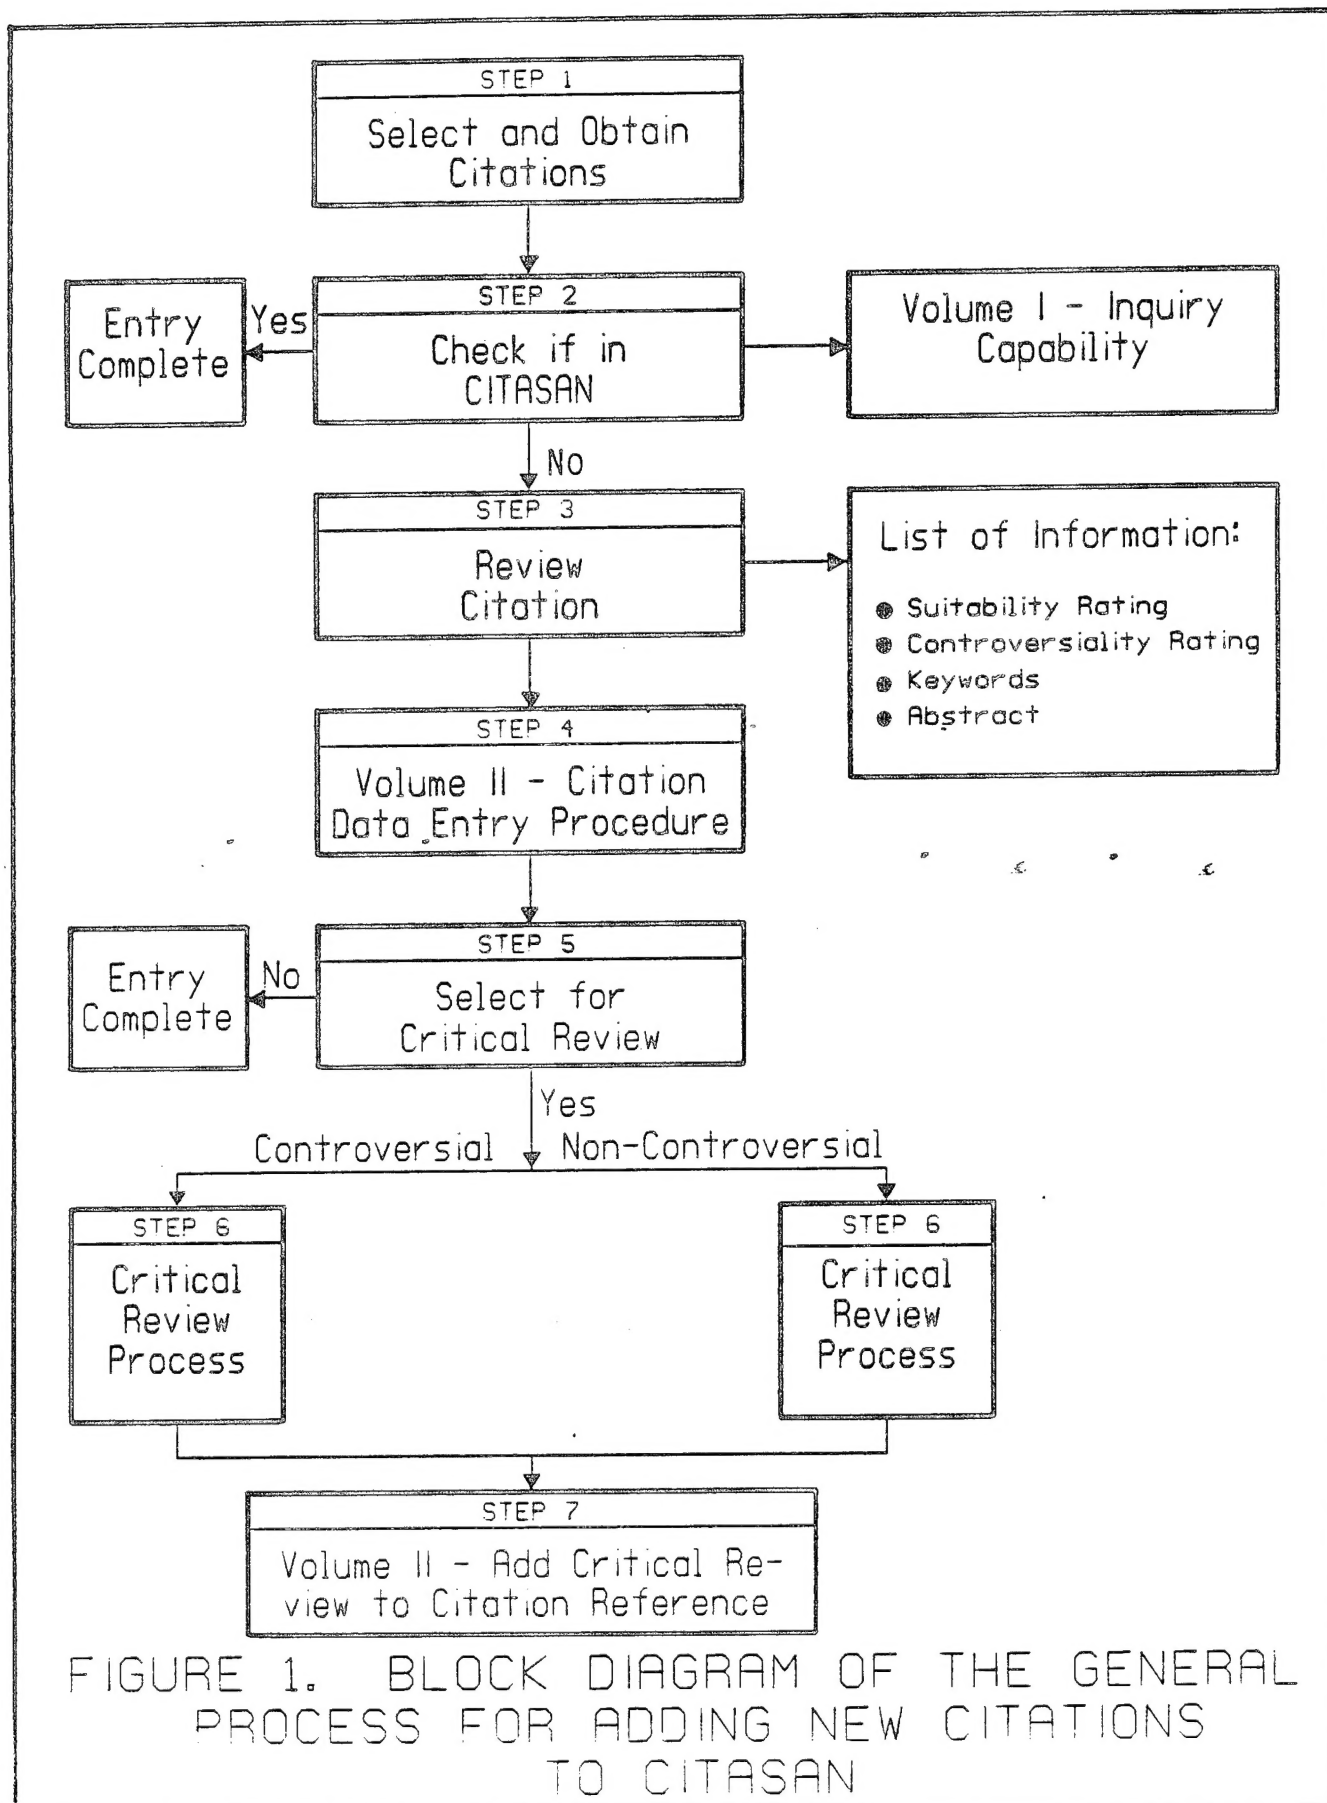 STEP 1
Select and Obtain
Citations
STEP 2
Check if in
CITASAN
Yes
Entry
Complete
Volume I - Inquiry
Capability
No
STEP 3
Review
Citation
List of Information:
● Suitability Rating
● Controversiality Rating
● Keywords
● Abstract
STEP 4
Volume II - Citation
Data Entry Procedure
STEP 5
Select for
Critical Review
No
Entry
Complete
Yes
Controversial
Non-Controversial
STEP 6
Critical
Review
Process
STEP 6
Critical
Review
Process
STEP 7
Volume II - Add Critical Re-
view to Citation Reference
FIGURE 1. BLOCK DIAGRAM OF THE GENERAL
PROCESS FOR ADDING NEW CITATIONS
TO CITASAN